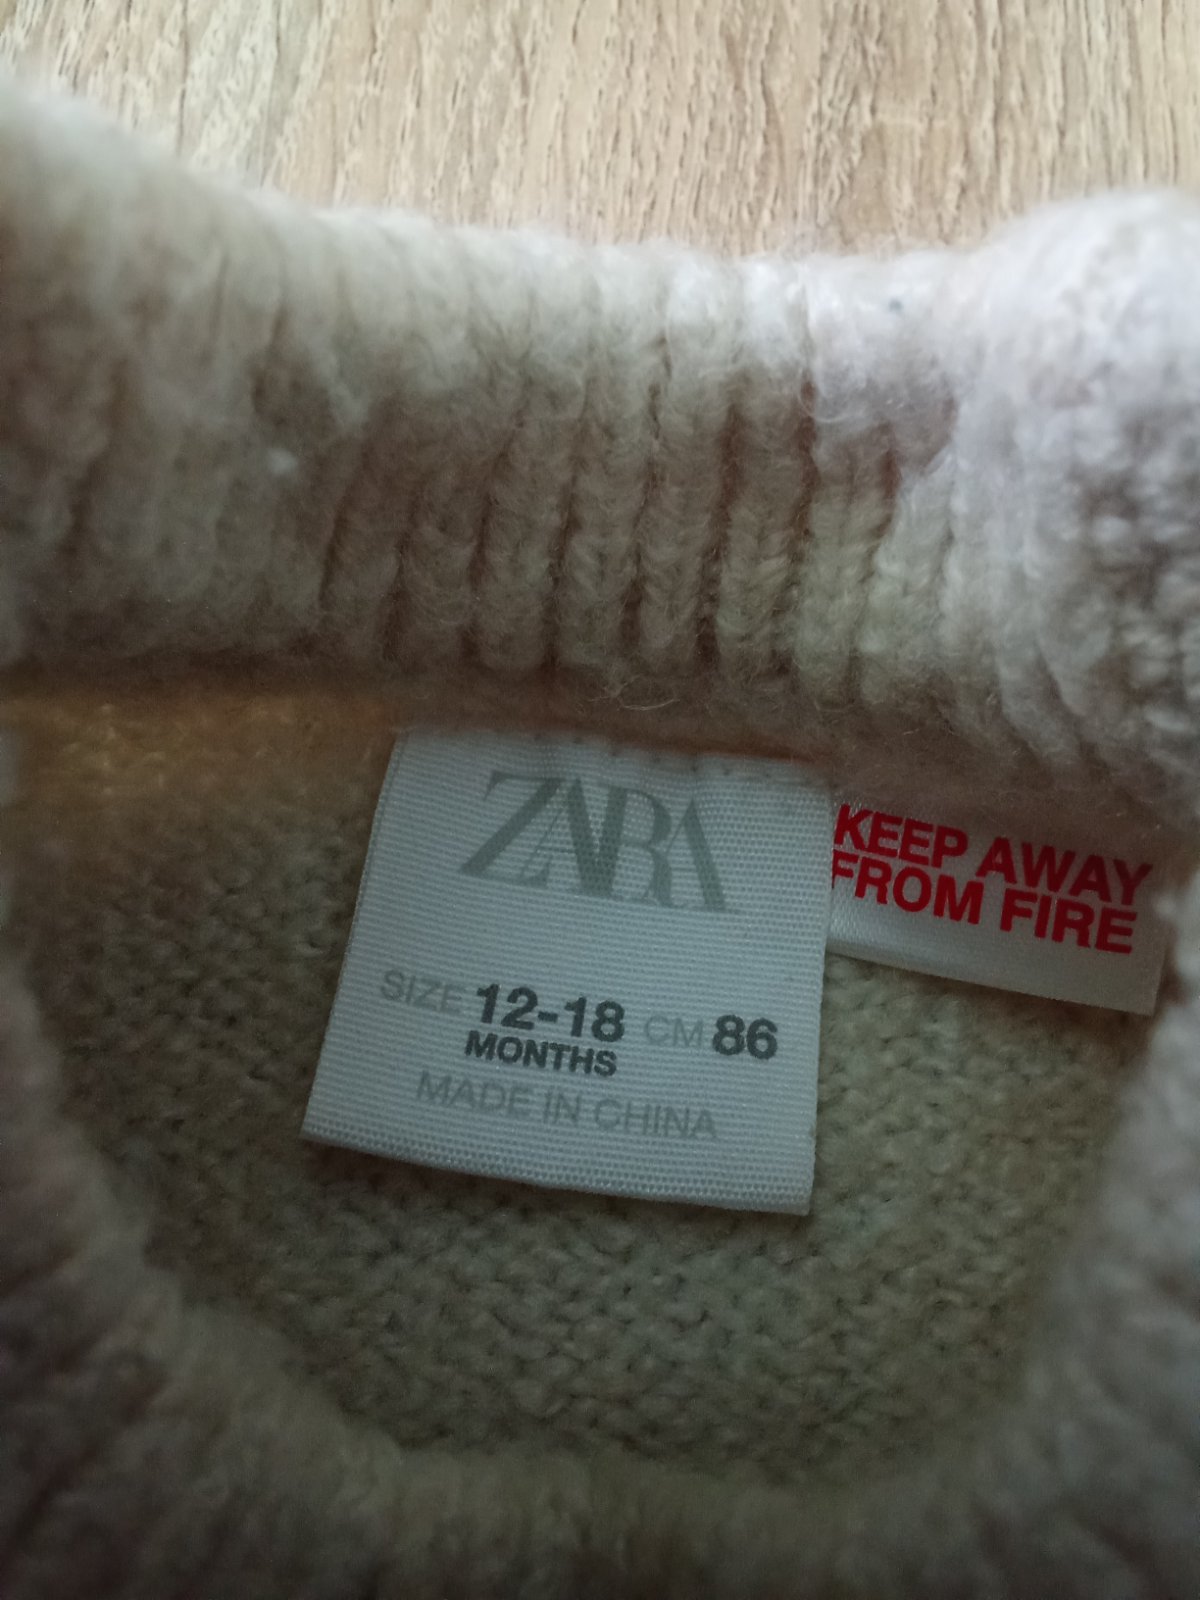 ZARA
SIZE 12-18 CM 86
MONTHS
MADE IN CHINA
KEEP AWAY
FROM FIRE